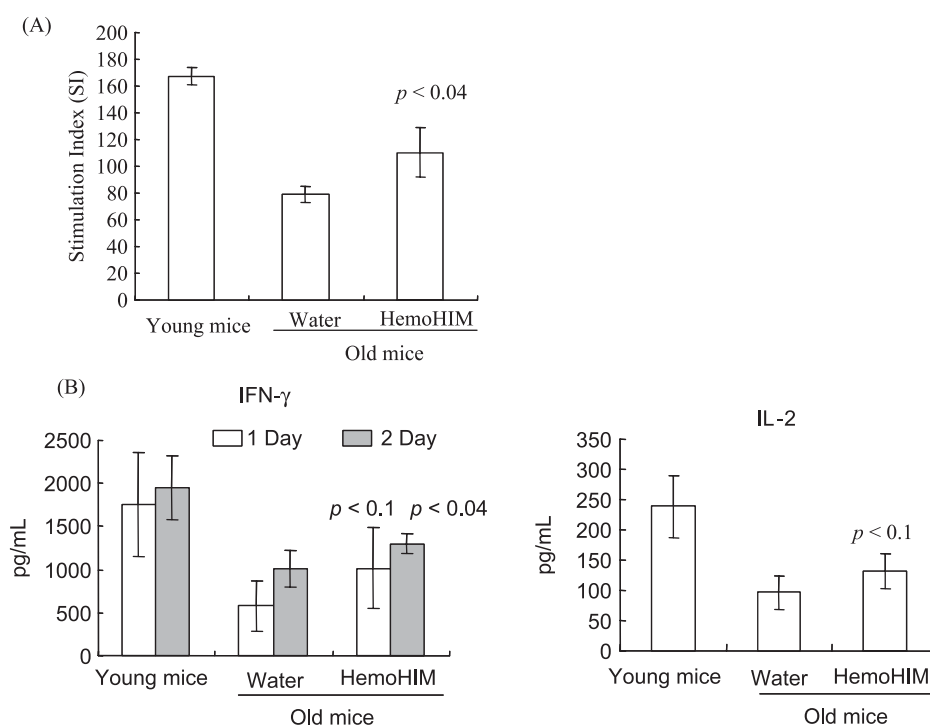 (A)
Stimulation Index (SI)
200
180
160
140
120
100
80
60
40
20
0
p < 0.04
Young mice
Water
HemoHIM
Old mice
(B)
IFN-γ
1 Day
2 Day
pg/mL
2500
2000
1500
1000
500
0
p < 0.1 p < 0.04
Young mice
Water
HemoHIM
Old mice
IL-2
pg/mL
350
300
250
200
150
100
50
0
p < 0.1
Young mice
Water
HemoHIM
Old mice